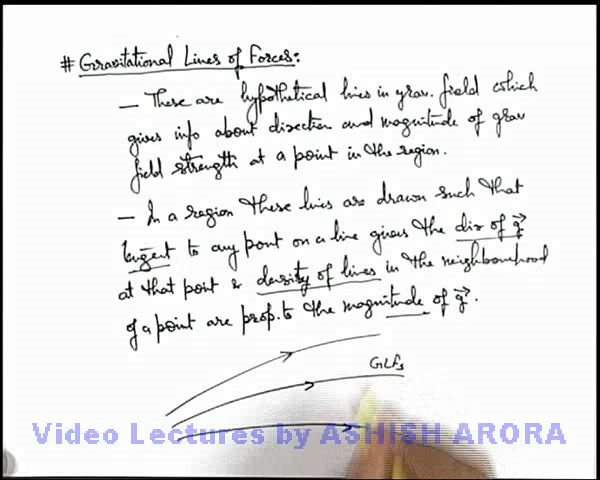 # Gravitational Lines of Forces:
— These are hypothetical lines in grav. field which
gives info about direction and magnitude of grav
field strength at a point in the region.
— In a region these lines are drawn such that
tangent to any point on a line gives the dir of g⃗
at that point & density of lines in the neighbourhood
of a point are prop. to the magnitude of g⃗.
GLFs
Video Lectures by ASHISH ARORA